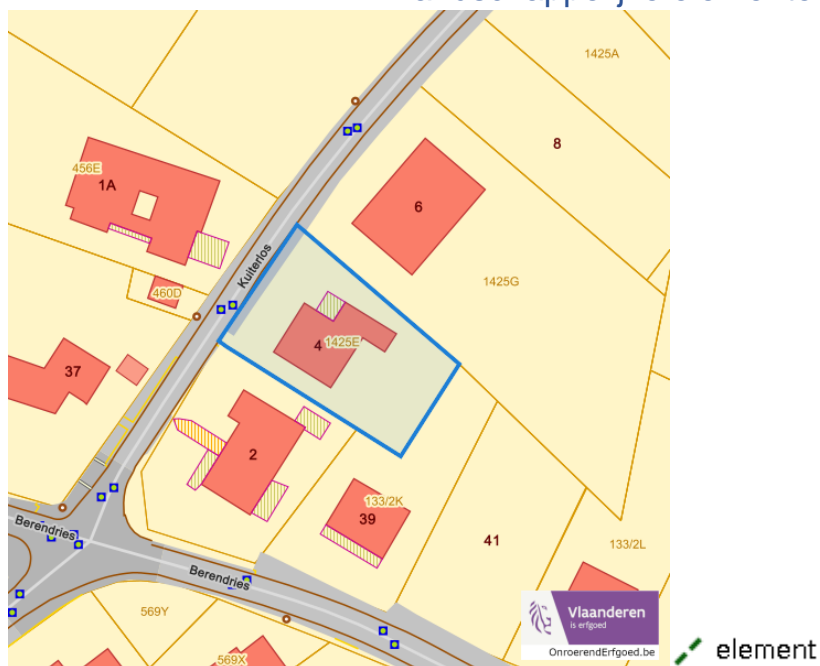 1425A
8
456E
1A
6
Kuiterlos
1425G
460D
4 1425E
37
2
133/2K
39
41
133/2L
Berendries
Berendries
569Y
569X
Vlaanderen
is erfgoed
OnroerendErfgoed.be
element